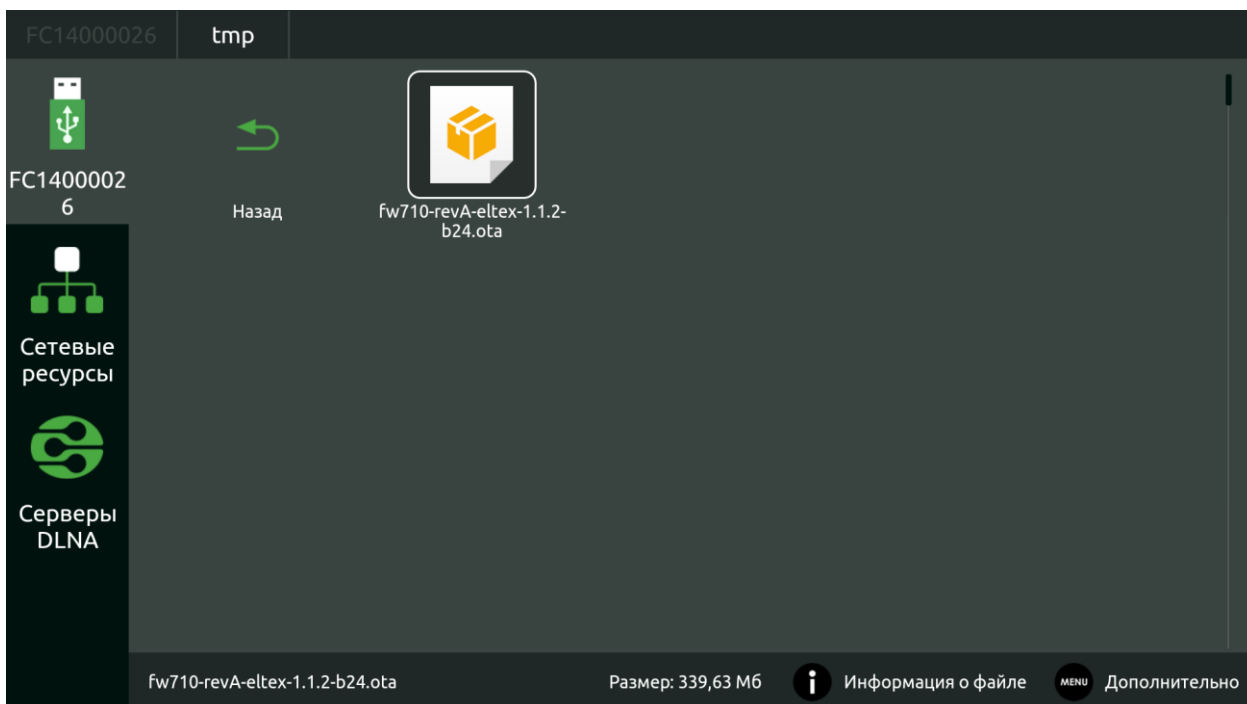 FC14000026 tmp
FC1400002
6
Сетевые
ресурсы
Серверы
DLNA
Назад
fw710-revA-eltex-1.1.2-
b24.ota
fw710-revA-eltex-1.1.2-b24.ota Размер: 339,63 Мб i Информация о файле MENU Дополнительно